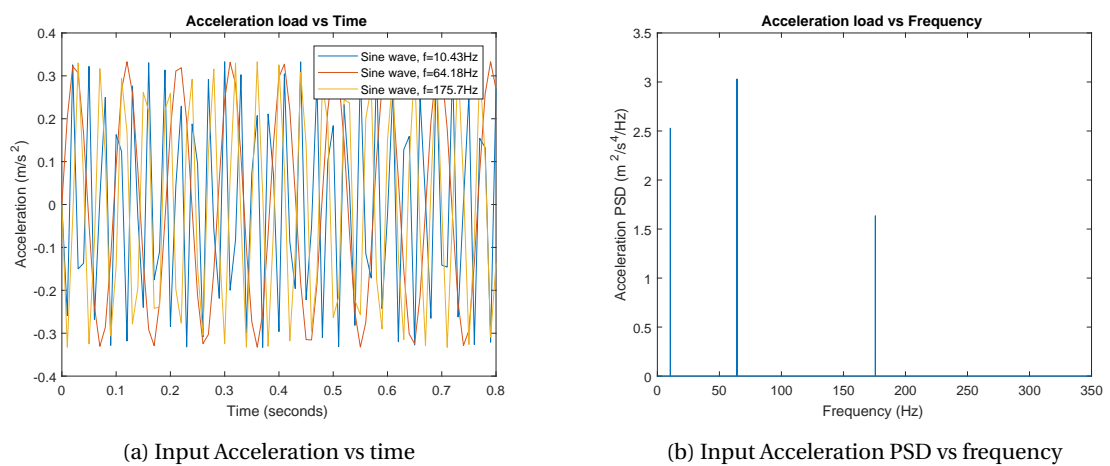 Acceleration load vs Time
0.4
0.3
0.2
0.1
0
-0.1
-0.2
-0.3
-0.4
Acceleration (m/s²)
Sine wave, f=10.43Hz
Sine wave, f=64.18Hz
Sine wave, f=175.7Hz
0 0.1 0.2 0.3 0.4 0.5 0.6 0.7 0.8
Time (seconds)
(a) Input Acceleration vs time
Acceleration load vs Frequency
3.5
3
2.5
2
1.5
1
0.5
0
Acceleration PSD (m²/s⁴/Hz)
0 50 100 150 200 250 300 350
Frequency (Hz)
(b) Input Acceleration PSD vs frequency